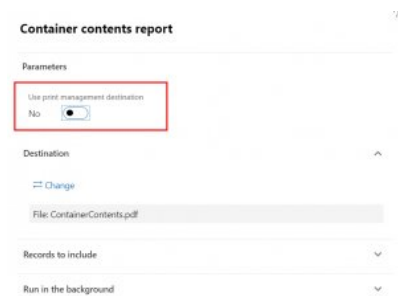 Container contents report
Parameters
Use print management destination
No
Destination
Change
File: ContainerContents.pdf
Records to include
Run in the background